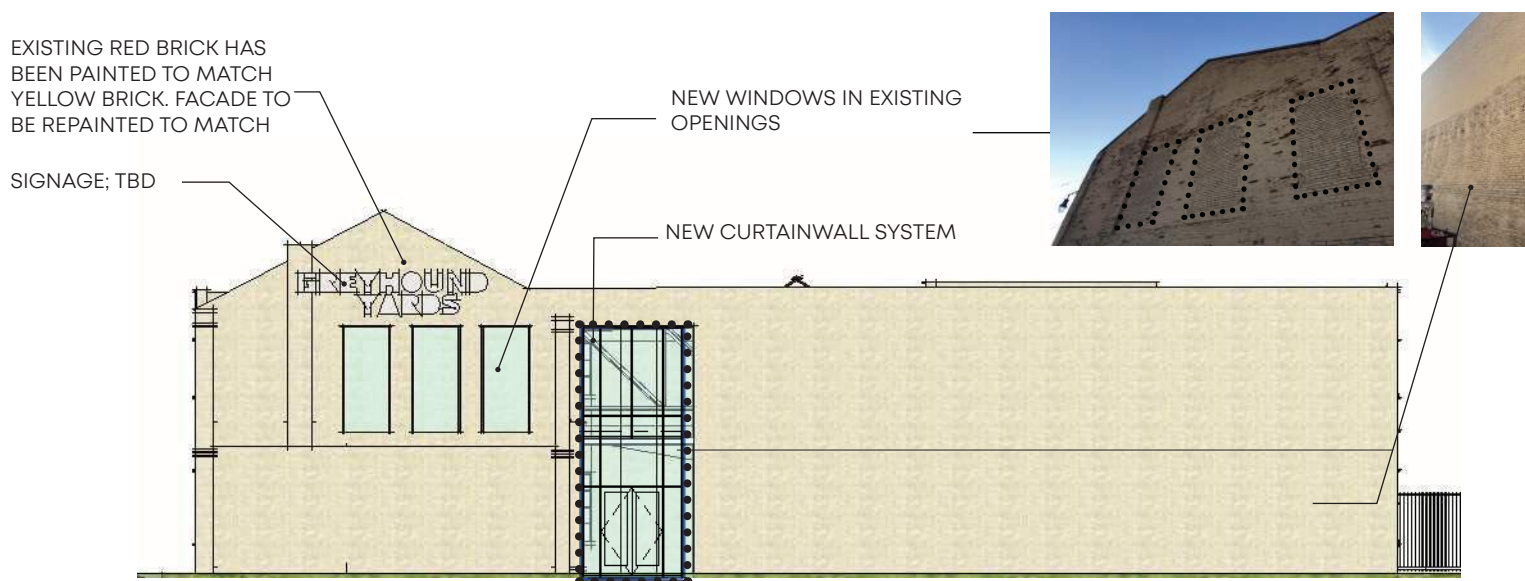 EXISTING RED BRICK HAS
BEEN PAINTED TO MATCH
YELLOW BRICK. FACADE TO
BE REPAINTED TO MATCH
SIGNAGE; TBD
NEW WINDOWS IN EXISTING
OPENINGS
NEW CURTAINWALL SYSTEM
GREYHOUND
YARDS